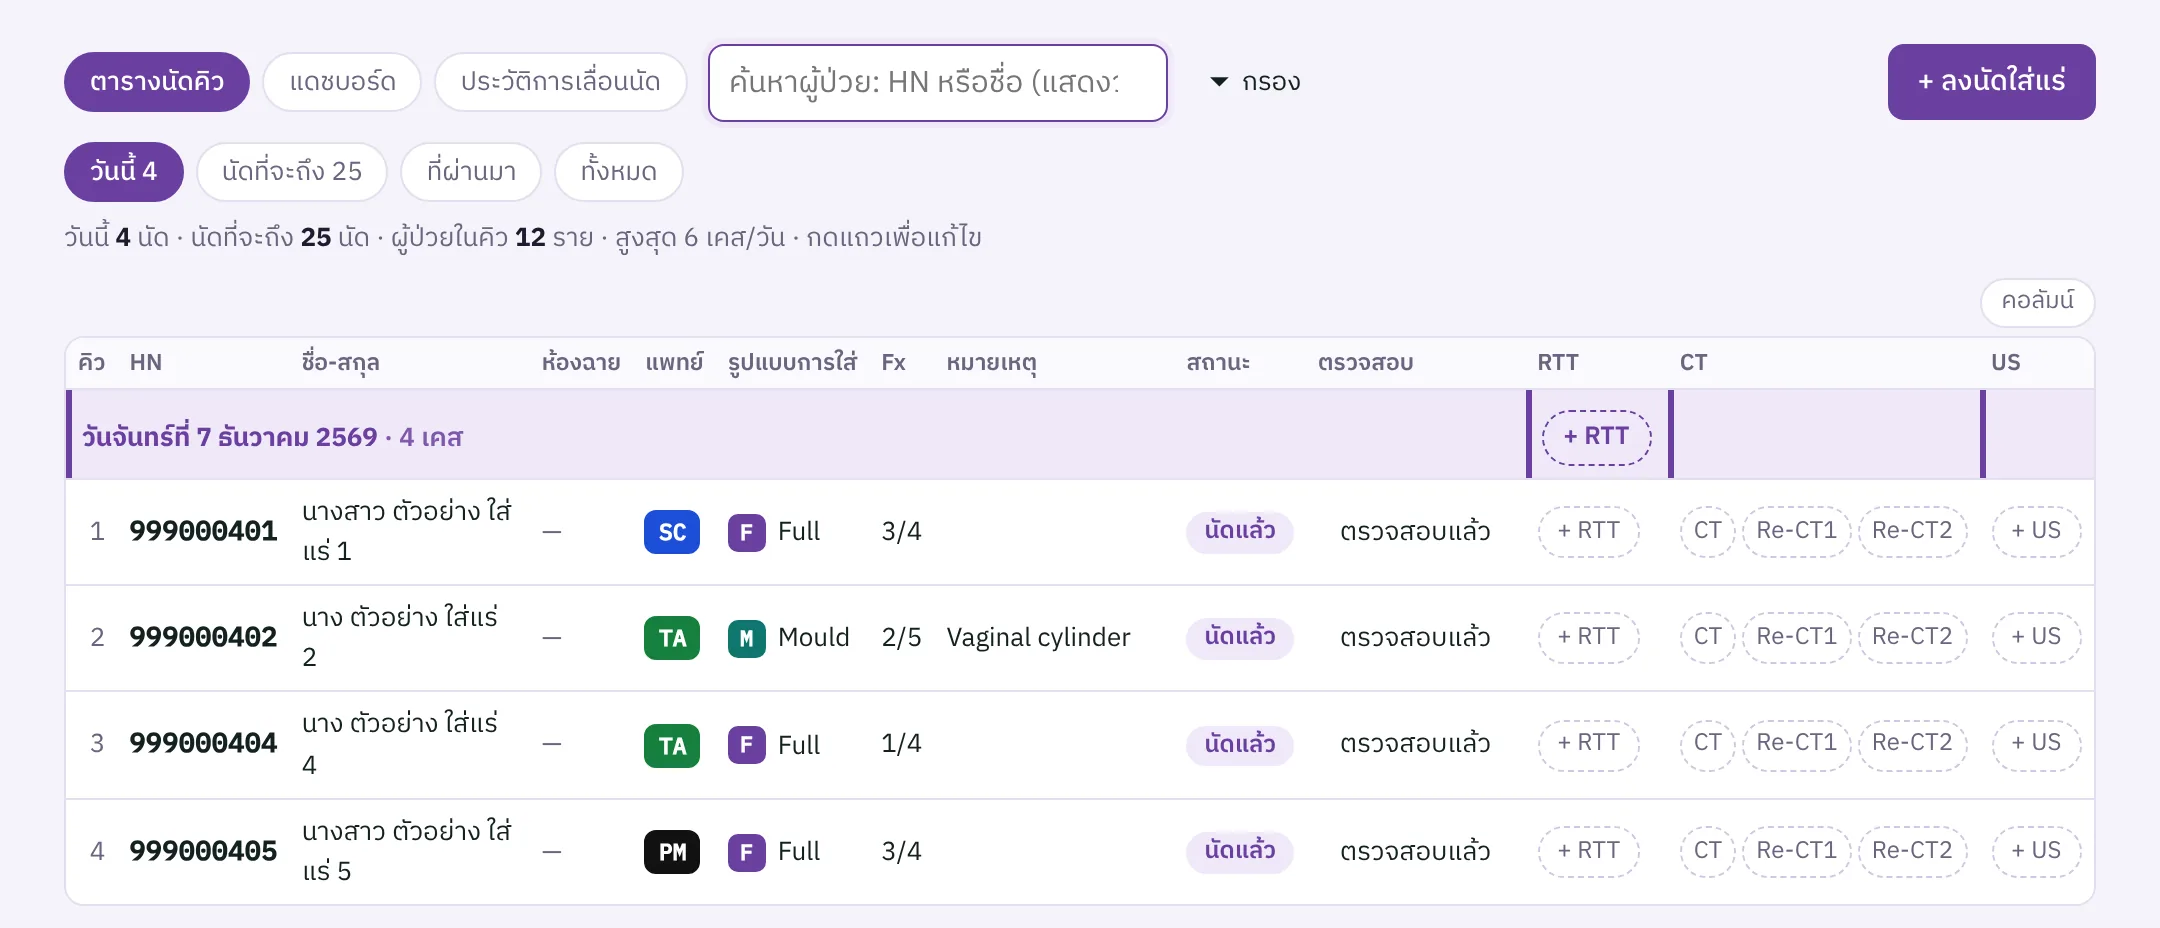 ตารางนัดคิว แดชบอร์ด ประวัติการเลื่อนนัด ค้นหาผู้ป่วย: HN หรือชื่อ (แสดงว กรอง + ลงนัดใส่แร่
วันนี้ 4 นัดที่จะถึง 25 ที่ผ่านมา ทั้งหมด
วันนี้ 4 นัด · นัดที่จะถึง 25 นัด · ผู้ป่วยในคิว 12 ราย · สูงสุด 6 เคส/วัน · กดแถวเพื่อแก้ไข
คอลัมน์
คิว HN ชื่อ-สกุล ห้องฉาย แพทย์ รูปแบบการใส่ Fx หมายเหตุ สถานะ ตรวจสอบ RTT CT US
วันจันทร์ที่ 7 ธันวาคม 2569 · 4 เคส + RTT
1 999000401 นางสาว ตัวอย่าง ใส่
แร่ 1 — SC F Full 3/4 นัดแล้ว ตรวจสอบแล้ว + RTT CT Re-CT1 Re-CT2 + US
2 999000402 นาง ตัวอย่าง ใส่แร่
2 — TA M Mould 2/5 Vaginal cylinder นัดแล้ว ตรวจสอบแล้ว + RTT CT Re-CT1 Re-CT2 + US
3 999000404 นาง ตัวอย่าง ใส่แร่
4 — TA F Full 1/4 นัดแล้ว ตรวจสอบแล้ว + RTT CT Re-CT1 Re-CT2 + US
4 999000405 นางสาว ตัวอย่าง ใส่
แร่ 5 — PM F Full 3/4 นัดแล้ว ตรวจสอบแล้ว + RTT CT Re-CT1 Re-CT2 + US